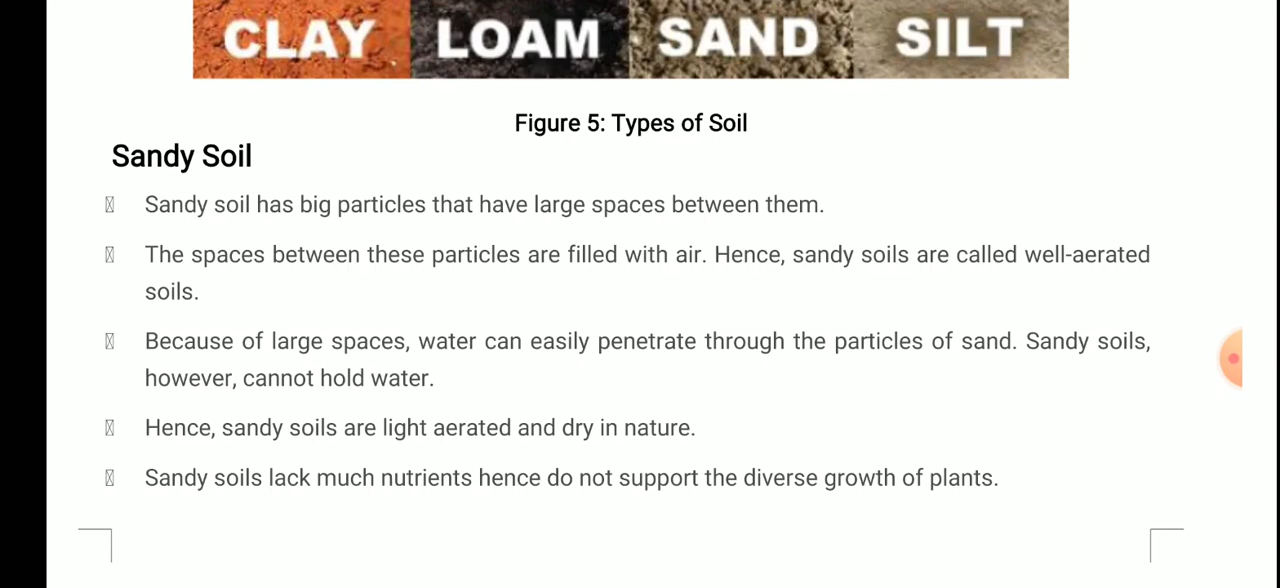 CLAY LOAM SAND SILT
Figure 5: Types of Soil
Sandy Soil
Sandy soil has big particles that have large spaces between them.
The spaces between these particles are filled with air. Hence, sandy soils are called well-aerated
soils.
Because of large spaces, water can easily penetrate through the particles of sand. Sandy soils,
however, cannot hold water.
Hence, sandy soils are light aerated and dry in nature.
Sandy soils lack much nutrients hence do not support the diverse growth of plants.